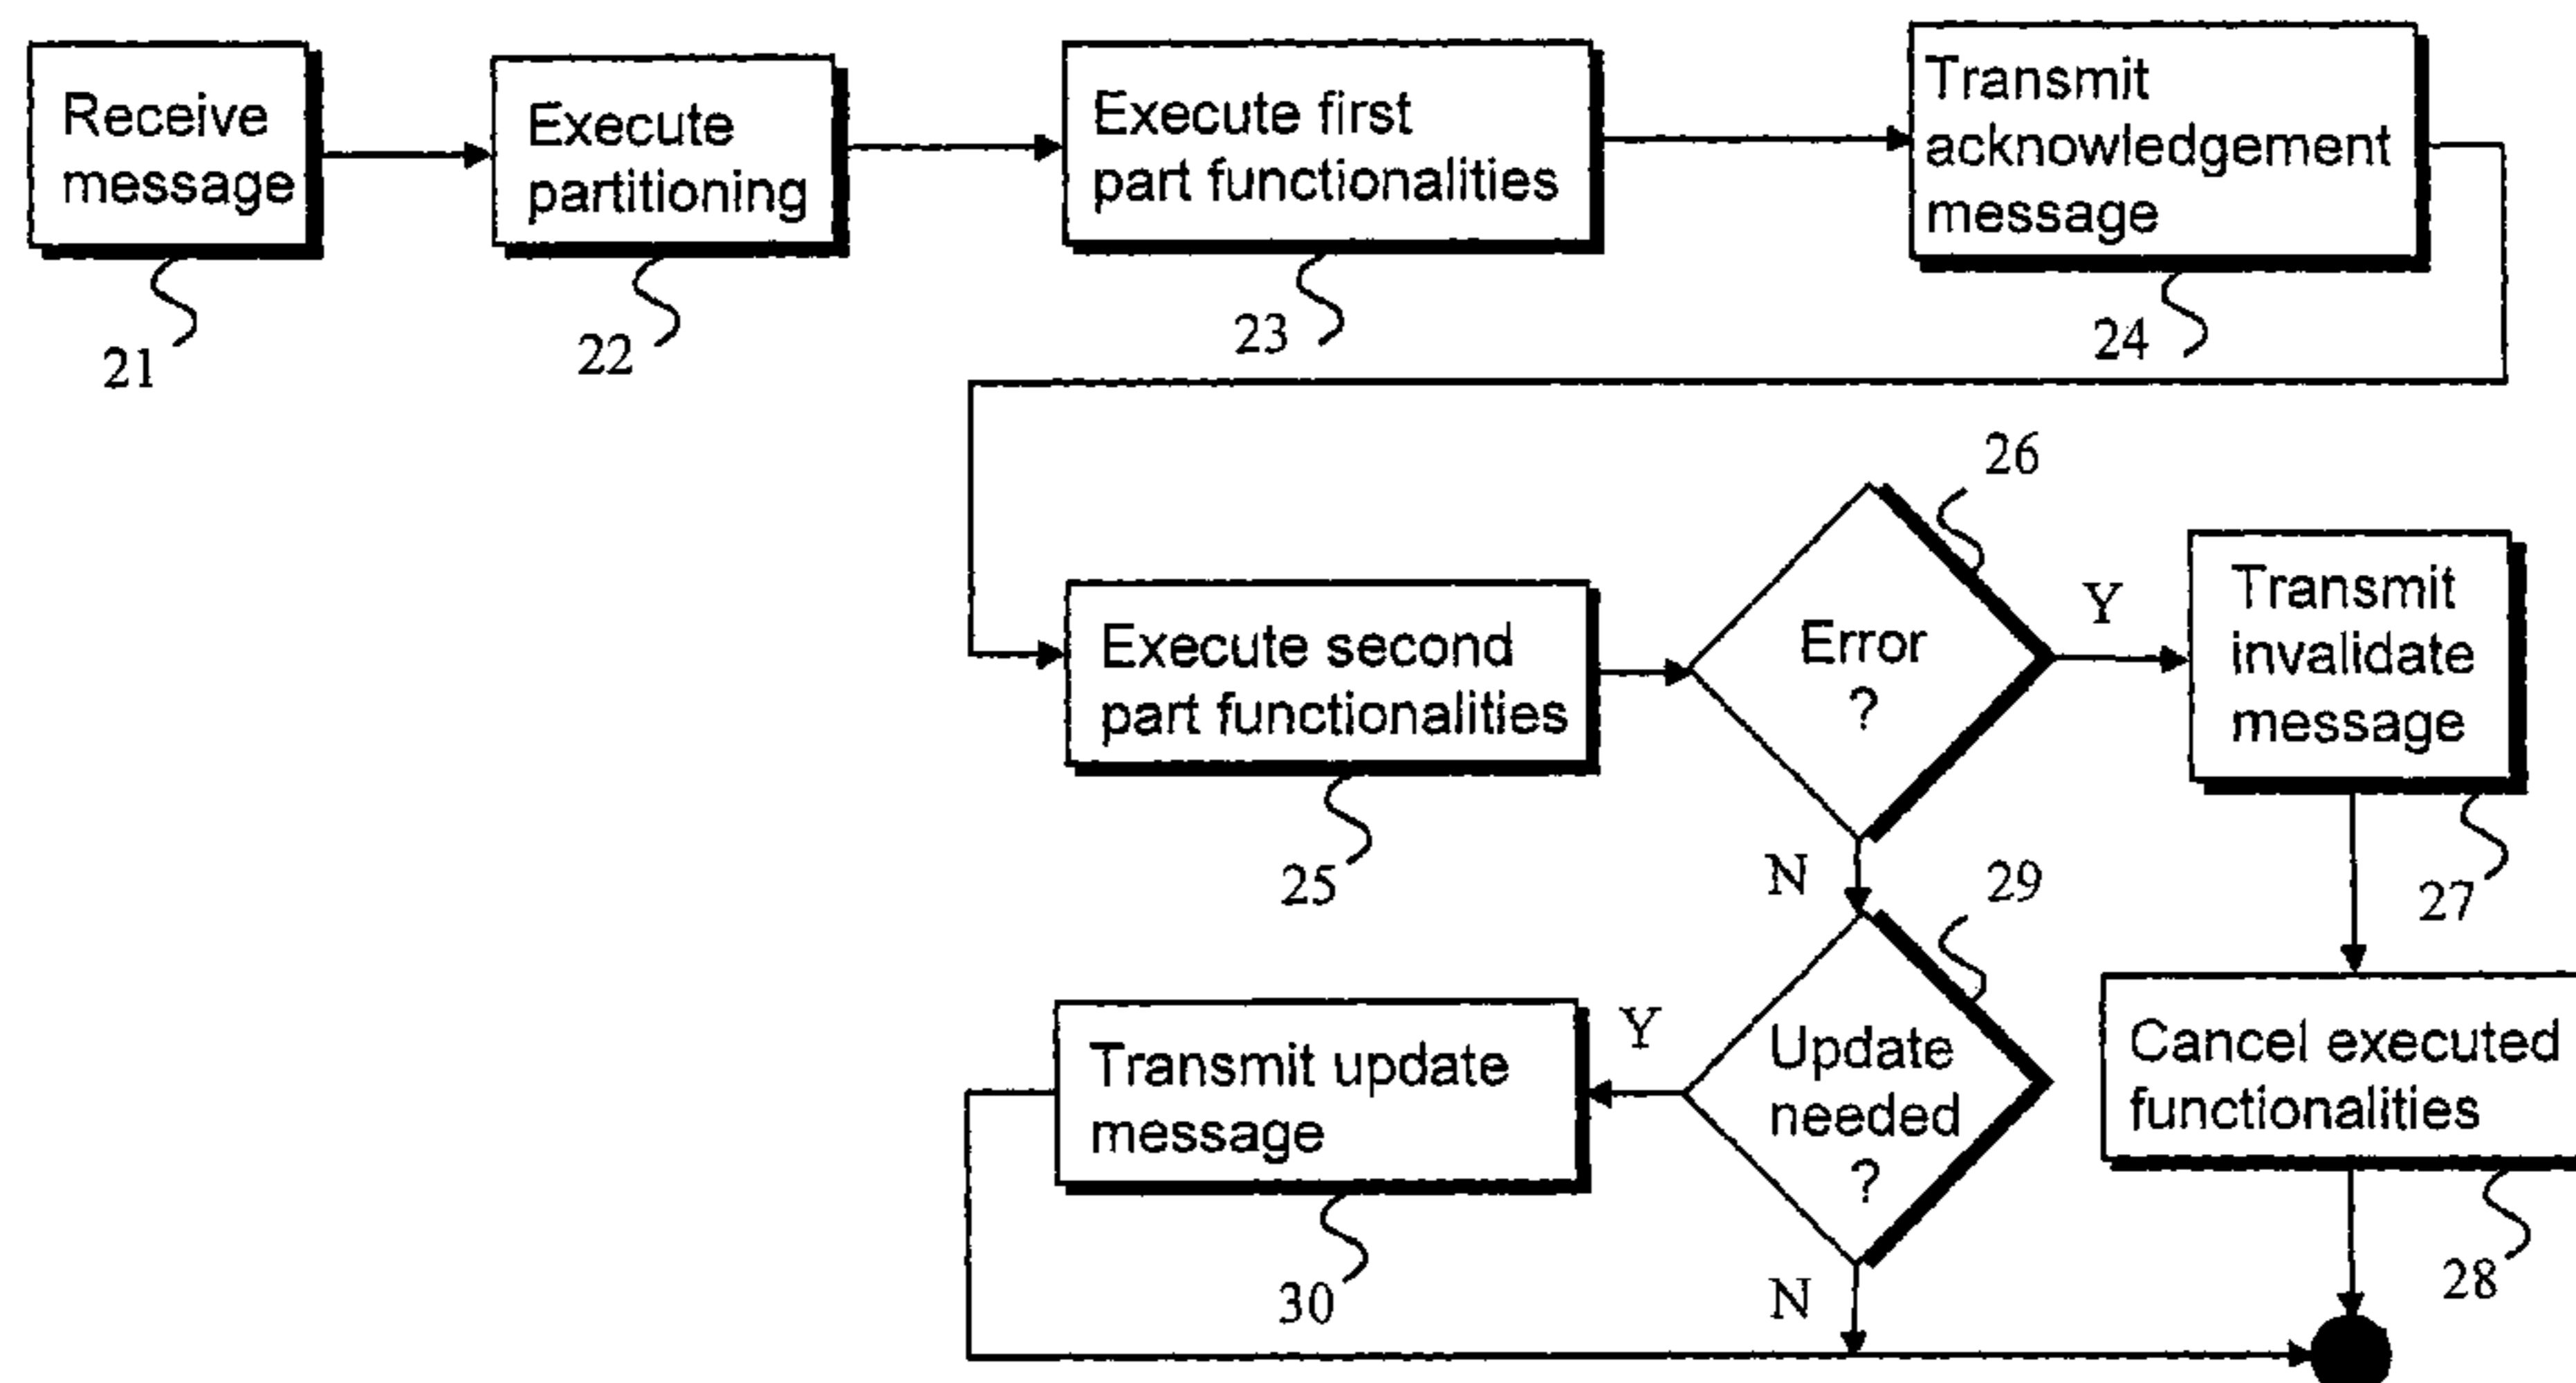 Receive
message
21
Execute
partitioning
22
Execute first
part functionalities
23
Transmit
acknowledgement
message
24
Execute second
part functionalities
25
Error
?
26
Y
N
Transmit
invalidate
message
27
Cancel executed
functionalities
28
Update
needed
?
29
Y
N
Transmit update
message
30